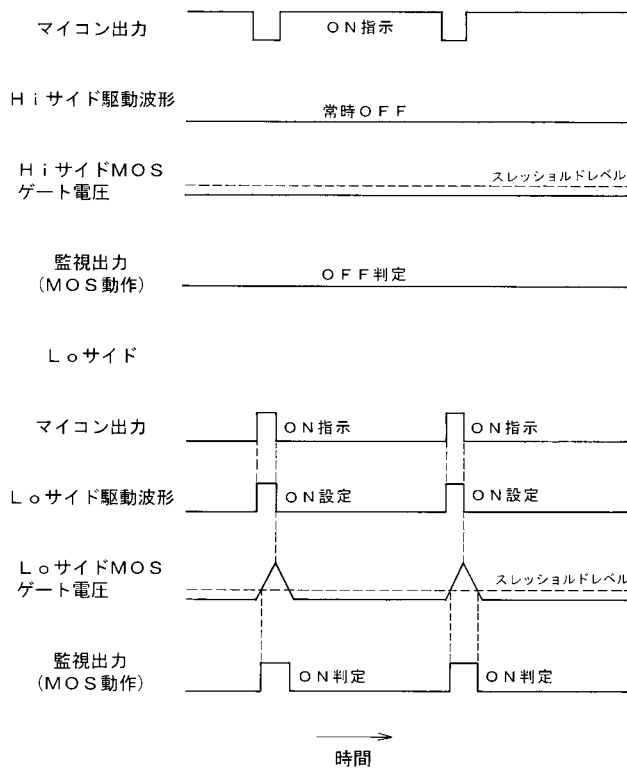 マイコン出力
ON指示
Hiサイド駆動波形
常時OFF
HiサイドMOS
ゲート電圧
スレッショルドレベル
監視出力
(MOS動作)
OFF判定
Loサイド
マイコン出力
ON指示
ON指示
Loサイド駆動波形
ON設定
ON設定
LoサイドMOS
ゲート電圧
スレッショルドレベル
監視出力
(MOS動作)
ON判定
ON判定
時間